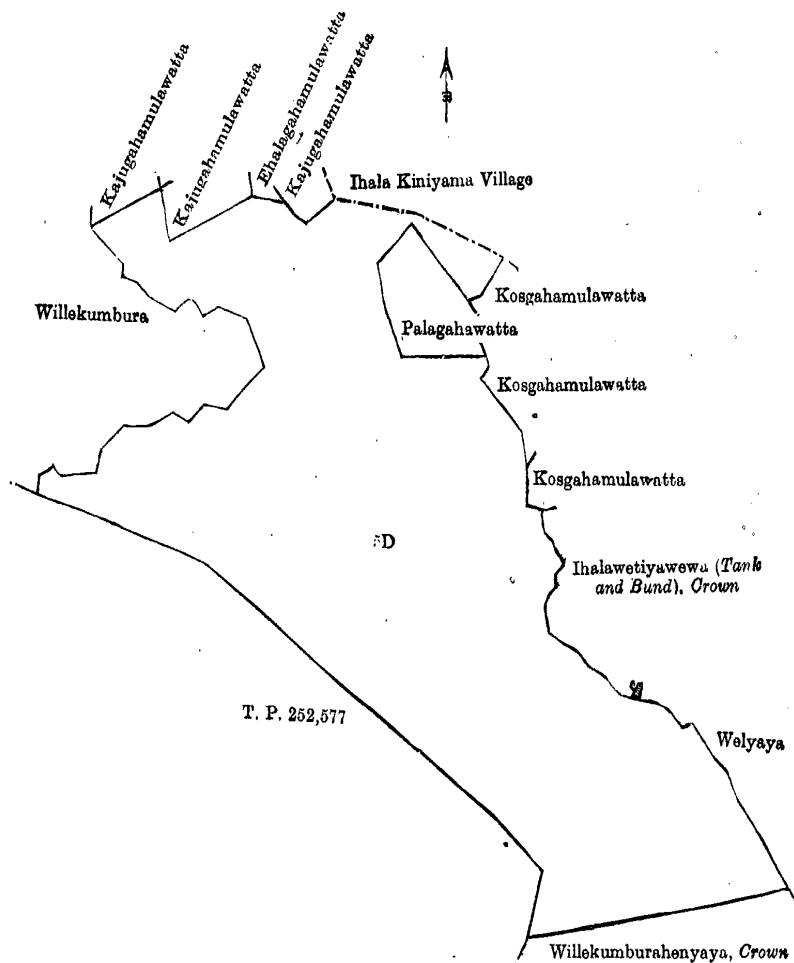 Kajugahamulawatta
Kajugahamulawatta
Ehalagahamulawatta
Kajugahamulawatta
Ihala Kiniyama Village
Kosgahamulawatta
Willekumbura
Palagahawatta
Kosgahamulawatta
Kosgahamulawatta
5D
Ihalawetiyawewa (Tank
and Bund), Crown
T. P. 252,577
Welyaya
Willekumburahenyaya, Crown